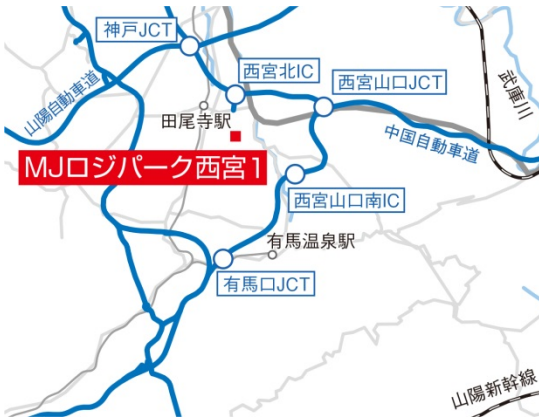 神戸JCT
西宮北IC
西宮山口JCT
武庫川
山陽自動車道
田尾寺駅
中国自動車道
MJロジパーク西宮1
西宮山口南IC
有馬温泉駅
有馬口JCT
山陽新幹線